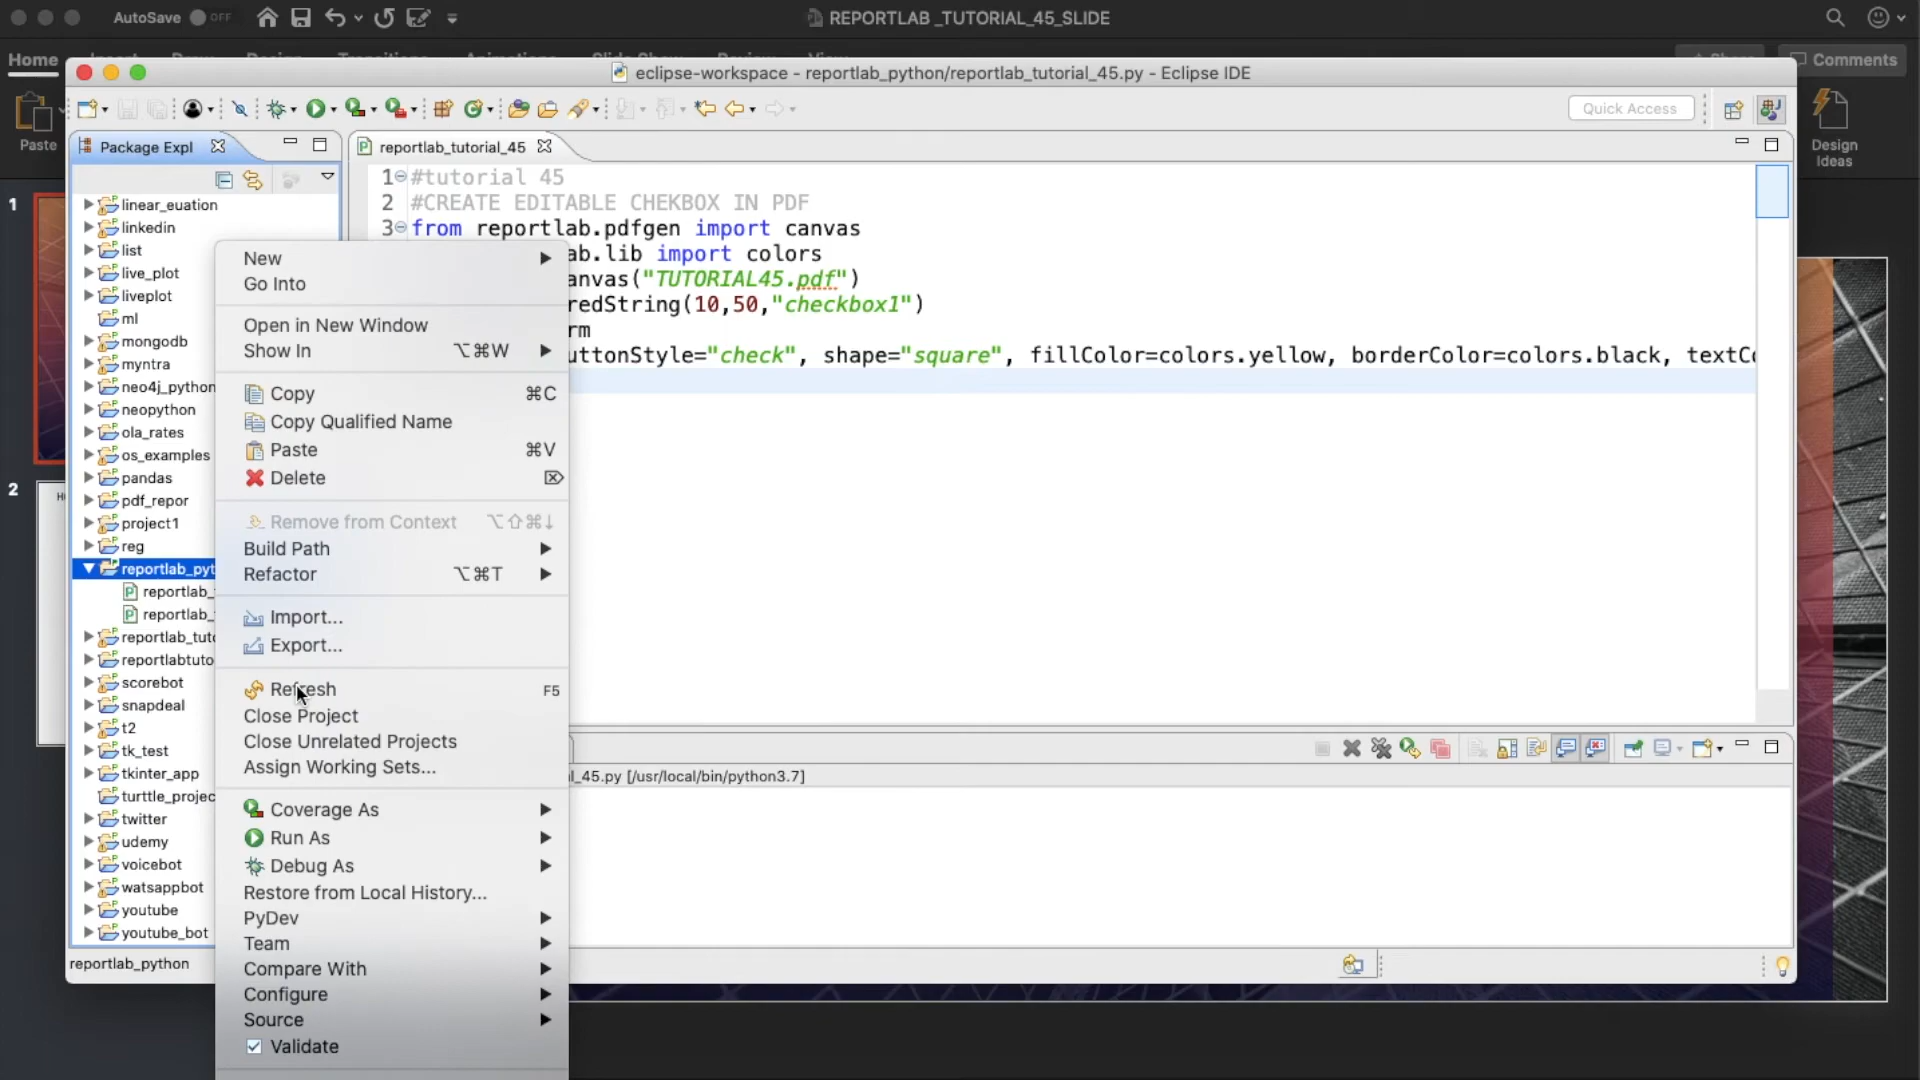 AutoSave OFF
REPORTLAB _TUTORIAL_45_SLIDE
Home
Share
Comments
Paste
Design
Ideas
1
2
eclipse-workspace - reportlab_python/reportlab_tutorial_45.py - Eclipse IDE
Quick Access
Package Expl
linear_euation
linkedin
list
live_plot
liveplot
ml
mongodb
myntra
neo4j_python
neopython
ola_rates
os_examples
pandas
pdf_repor
project1
reg
reportlab_pyt
reportlab_
reportlab_
reportlab_tuto
reportlabtuto
scorebot
snapdeal
t2
tk_test
tkinter_app
turttle_projec
twitter
udemy
voicebot
watsappbot
youtube
youtube_bot
reportlab_python
New
Go Into
Open in New Window
Show In ⌥⌘W
Copy ⌘C
Copy Qualified Name
Paste ⌘V
Delete ⌦
Remove from Context ⌥⇧⌘↓
Build Path
Refactor ⌥⌘T
Import...
Export...
Refresh F5
Close Project
Close Unrelated Projects
Assign Working Sets...
Coverage As
Run As
Debug As
Restore from Local History...
PyDev
Team
Compare With
Configure
Source
Validate
reportlab_tutorial_45
1 #tutorial 45
2 #CREATE EDITABLE CHEKBOX IN PDF
3 from reportlab.pdfgen import canvas
ab.lib import colors
anvas("TUTORIAL45.pdf")
redString(10,50,"checkbox1")
rm
uttonStyle="check", shape="square", fillColor=colors.yellow, borderColor=colors.black, textCo
l_45.py [/usr/local/bin/python3.7]